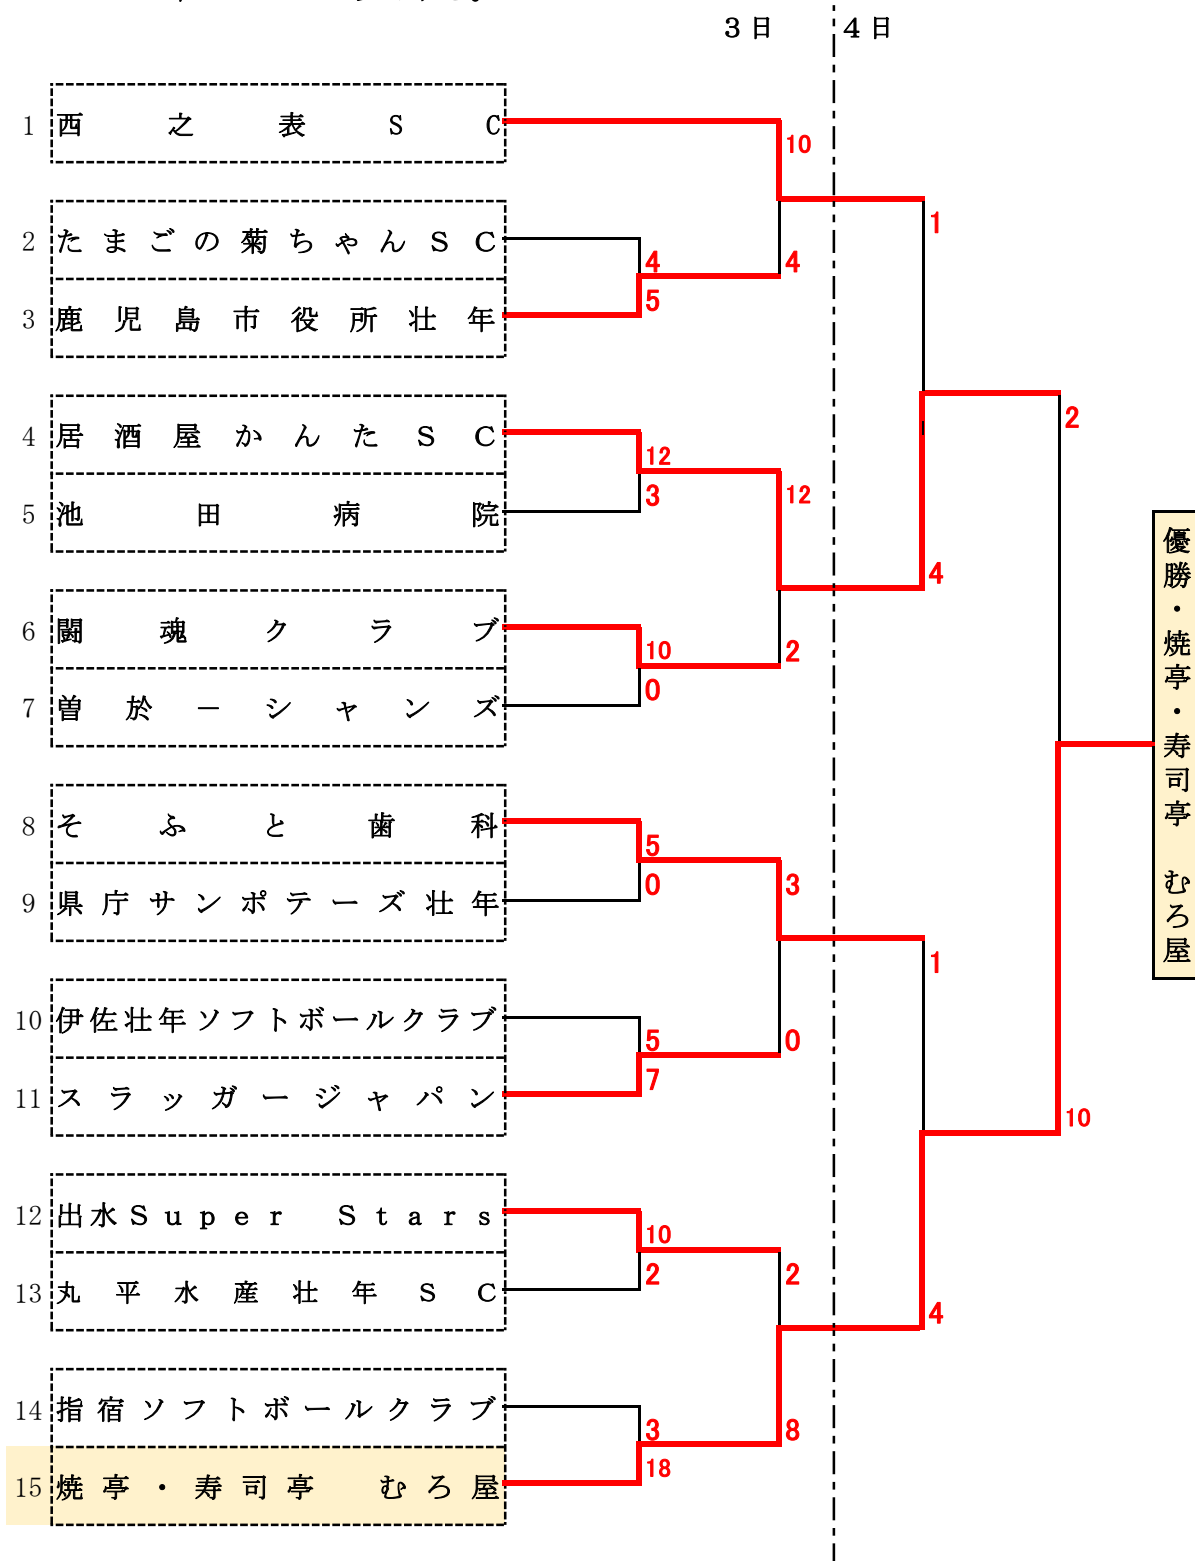 3日 4日
1 西之表SC
10
1
2 たまごの菊ちゃんSC
4
4
3 鹿児島市役所壮年
5
2
4 居酒屋かんたSC
12
12
5 池田病院
3
4
6 闘魂クラブ
10
2
7 曽於－シャンズ
0
優勝・焼亭・寿司亭 むろ屋
8 そふと歯科
5
3
9 県庁サンポテーズ壮年
0
1
10 伊佐壮年ソフトボールクラブ
5
0
11 スラッガージャパン
7
10
12 出水Super Stars
10
2
13 丸平水産壮年SC
2
4
14 指宿ソフトボールクラブ
3
8
15 焼亭・寿司亭 むろ屋
18